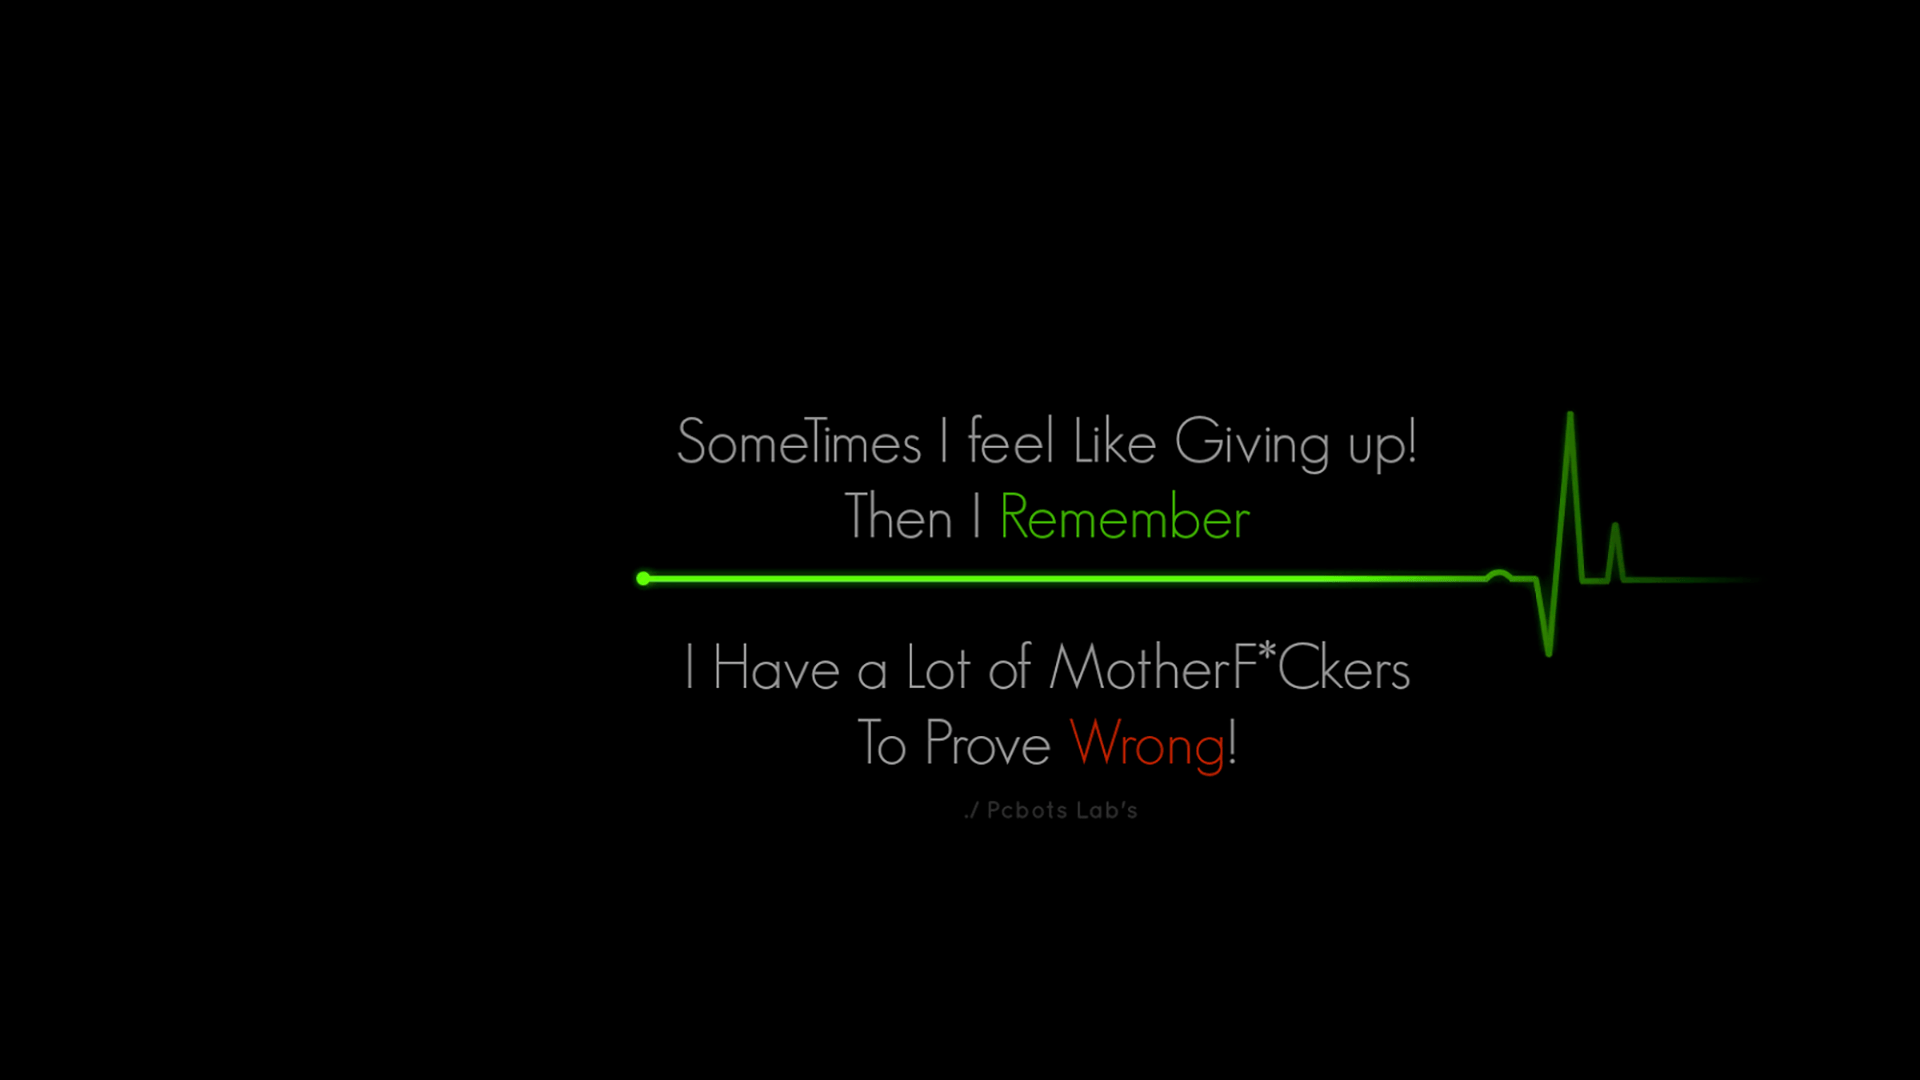 SomeTimes I feel Like Giving up!
Then I Remember
I Have a Lot of MotherF*Ckers
To Prove Wrong!
./ Pcbots Lab's